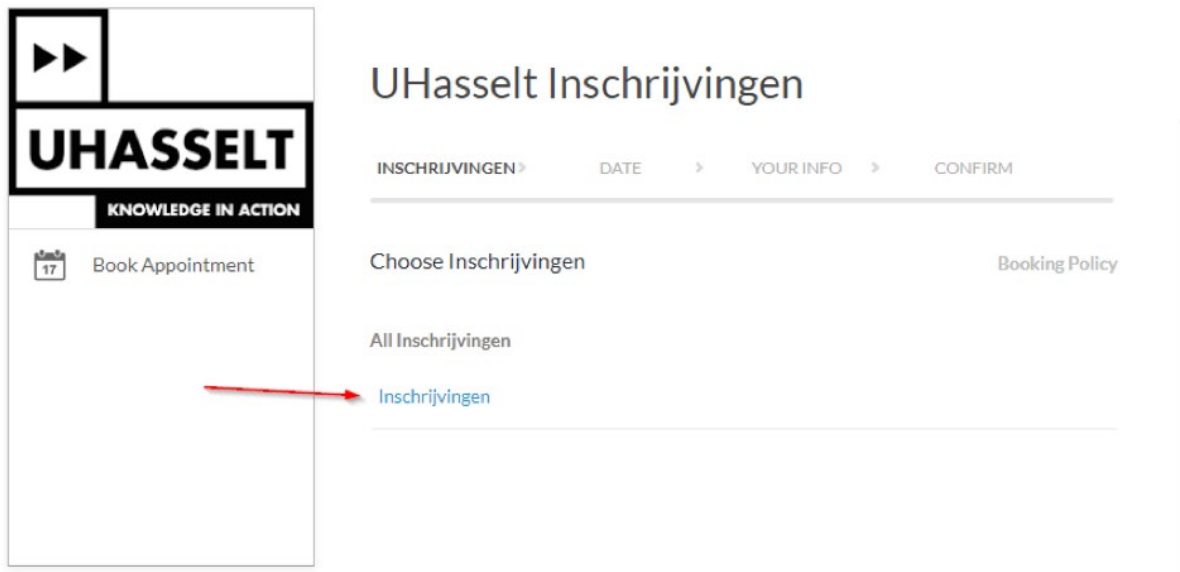 UHASSELT
KNOWLEDGE IN ACTION
17 Book Appointment
UHasselt Inschrijvingen
INSCHRIJVINGEN > DATE > YOUR INFO > CONFIRM
Choose Inschrijvingen Booking Policy
All Inschrijvingen
Inschrijvingen